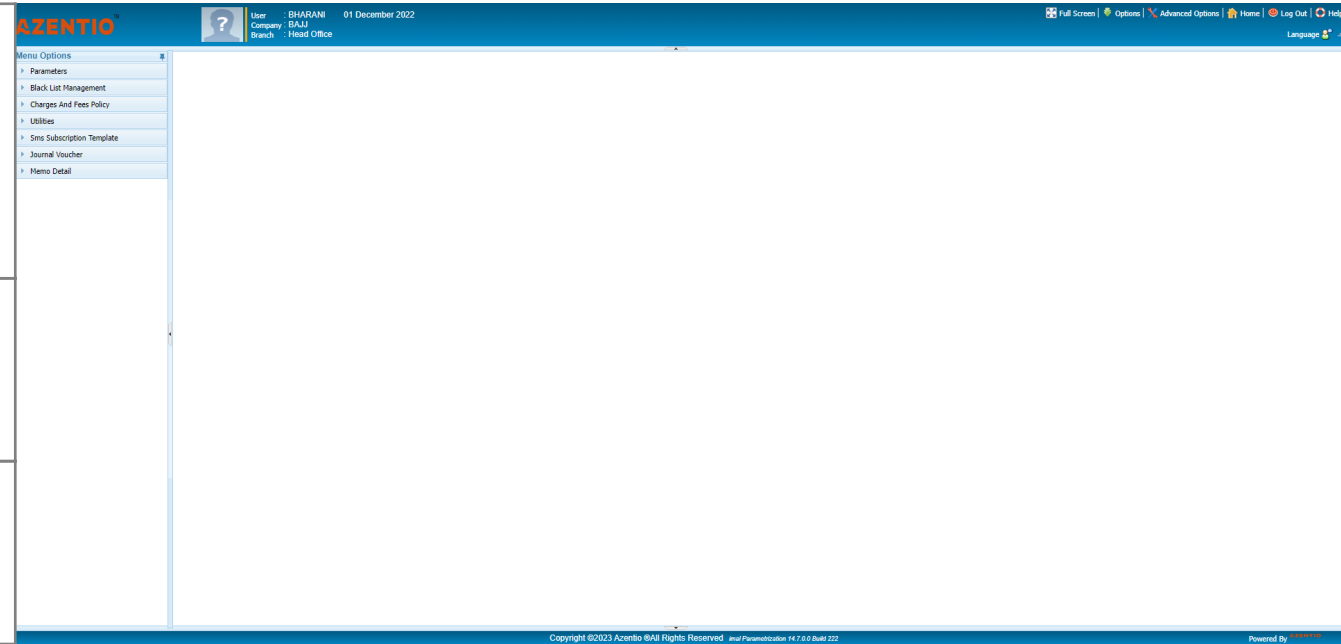 AZENTIO™
User : BHARANI 01 December 2022
Company : BAJJ
Branch : Head Office
Full Screen | Options | Advanced Options | Home | Log Out | Help
Language
Menu Options
Parameters
Black List Management
Charges And Fees Policy
Utilities
Sms Subscription Template
Journal Voucher
Memo Detail
Copyright ©2023 Azentio ®All Rights Reserved imal Parametrization 14.7.0.0 Build 222
Powered By AZENTIO